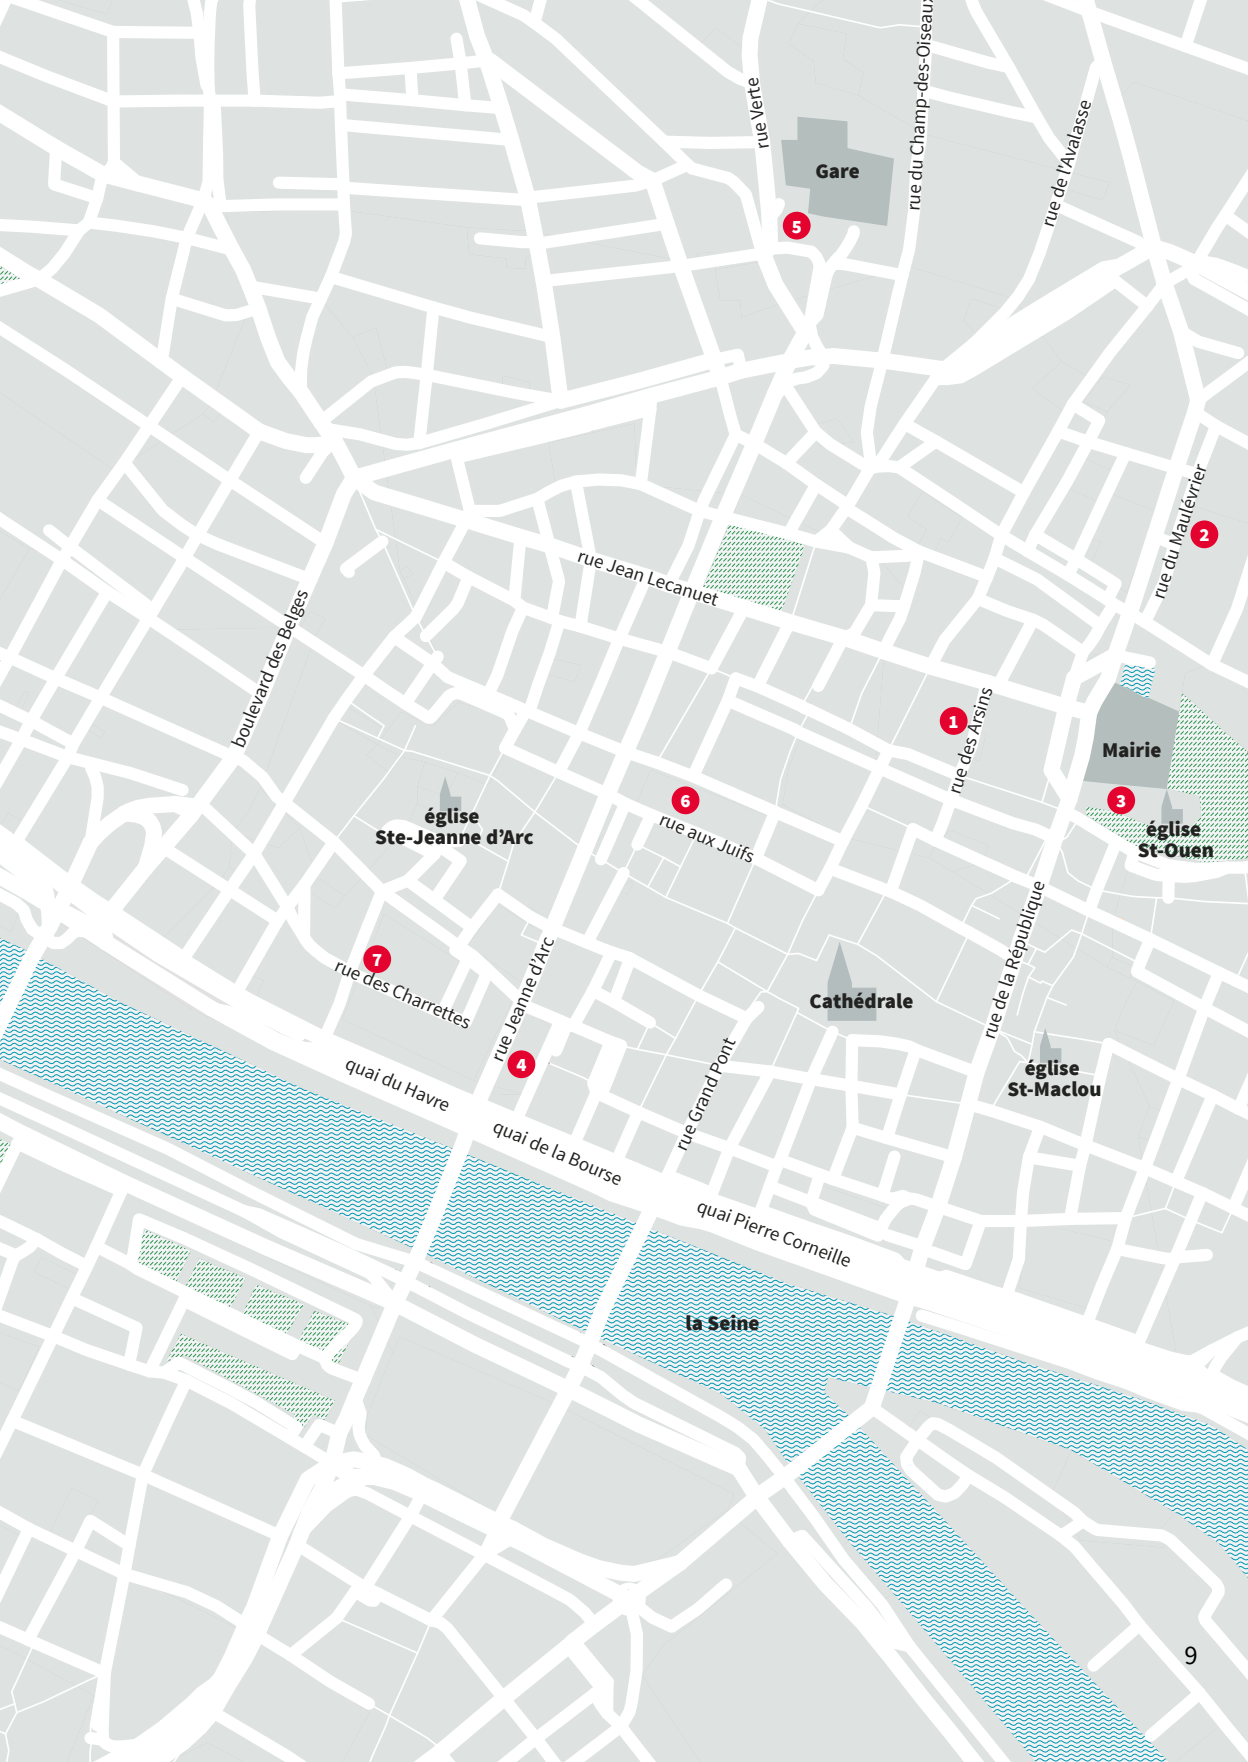 rue du Champ-des-Oiseaux
rue Verte
rue de l'Avalasse
Gare
5
rue du Maulévrier
2
rue Jean Lecanuet
boulevard des Belges
1
rue des Arsins
Mairie
6
3
rue aux Juifs
église
Ste-Jeanne d’Arc
église
St-Ouen
rue de la République
7
rue des Charrettes
rue Jeanne d’Arc
Cathédrale
4
église
St-Maclou
quai du Havre
rue Grand Pont
quai de la Bourse
quai Pierre Corneille
la Seine
9